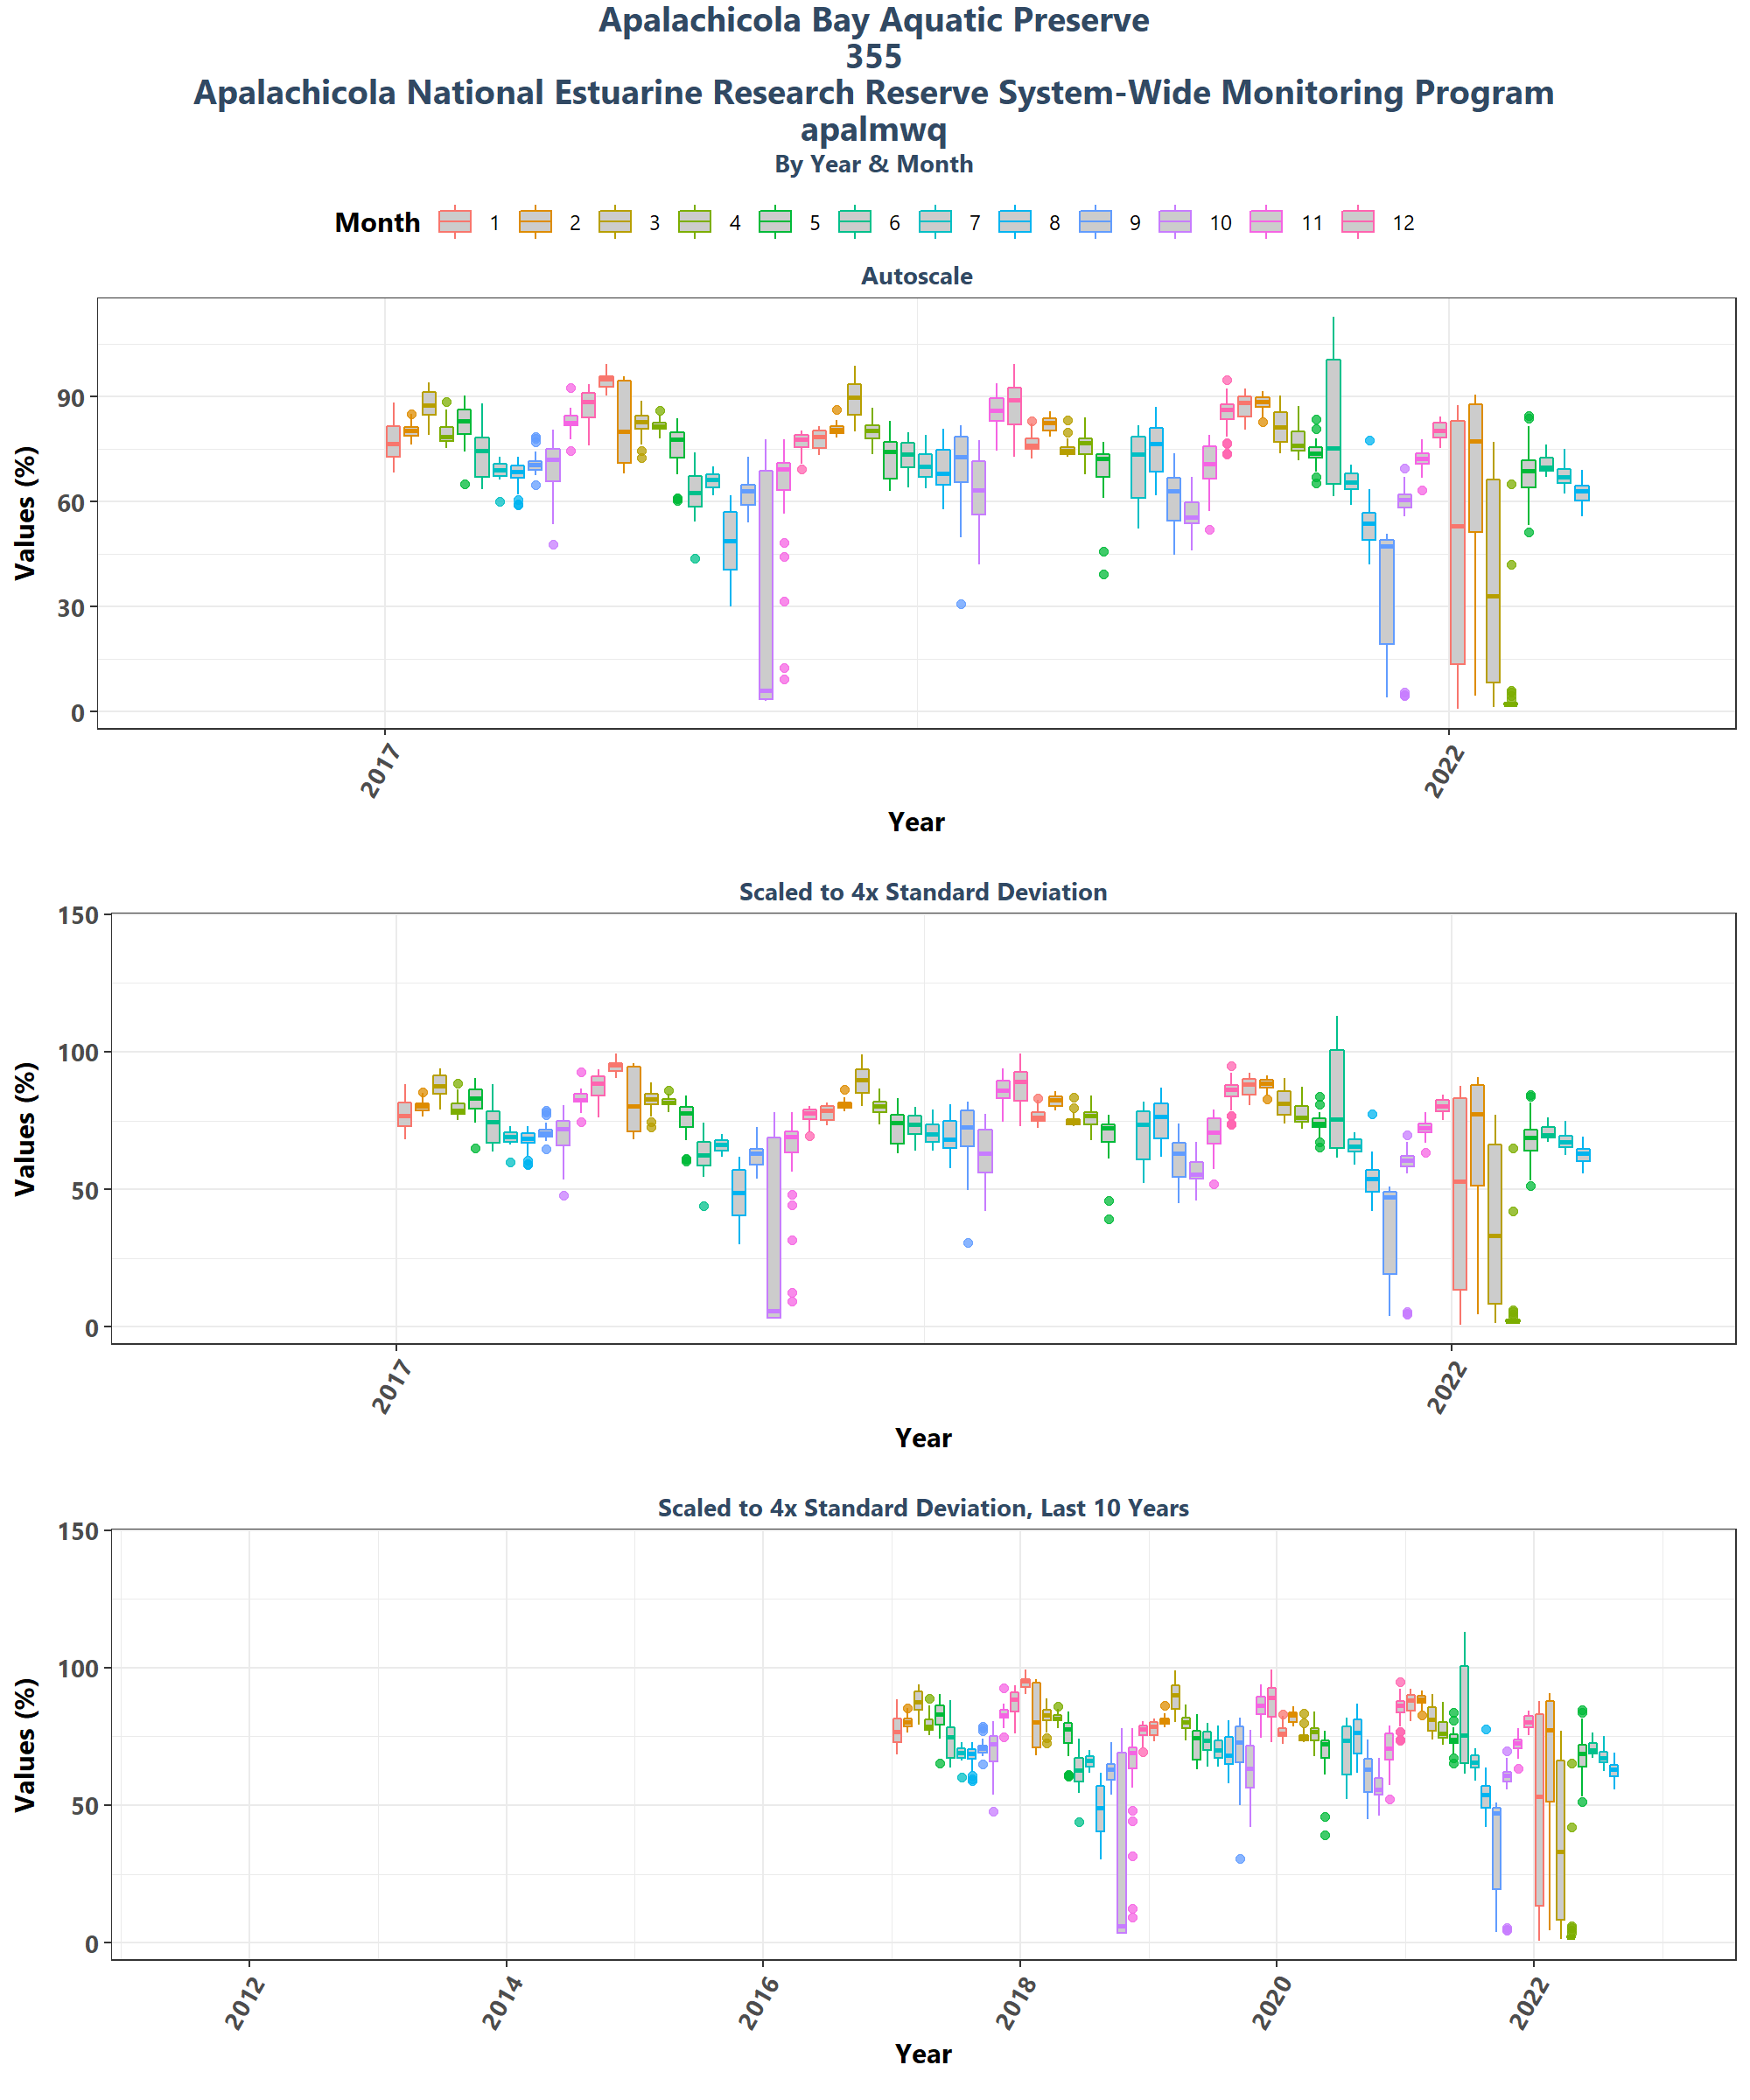 Apalachicola Bay Aquatic Preserve
355
Apalachicola National Estuarine Research Reserve System-Wide Monitoring Program
apalmwq
By Year & Month
Month 1 2 3 4 5 6 7 8 9 10 11 12
Autoscale
Values (%)
90
60
30
0
2017 2022
Year
Scaled to 4x Standard Deviation
Values (%)
150
100
50
0
2017 2022
Year
Scaled to 4x Standard Deviation, Last 10 Years
Values (%)
150
100
50
0
2012 2014 2016 2018 2020 2022
Year